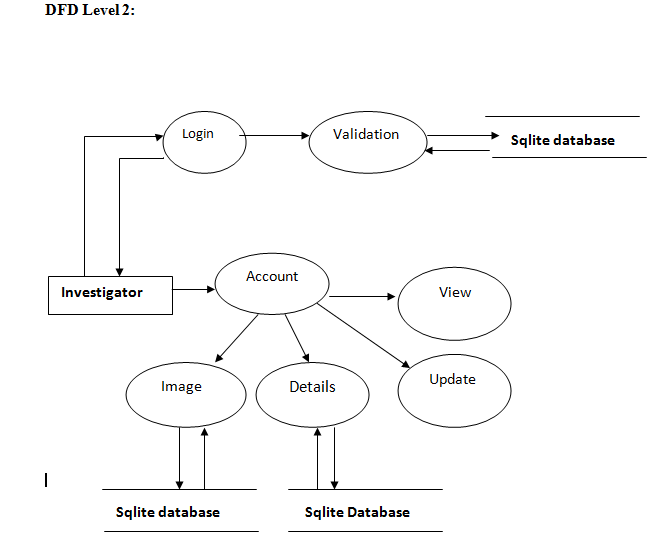 DFD Level 2:
Login
Validation
Sqlite database
Account
Investigator
View
Image
Details
Update
Sqlite database
Sqlite Database